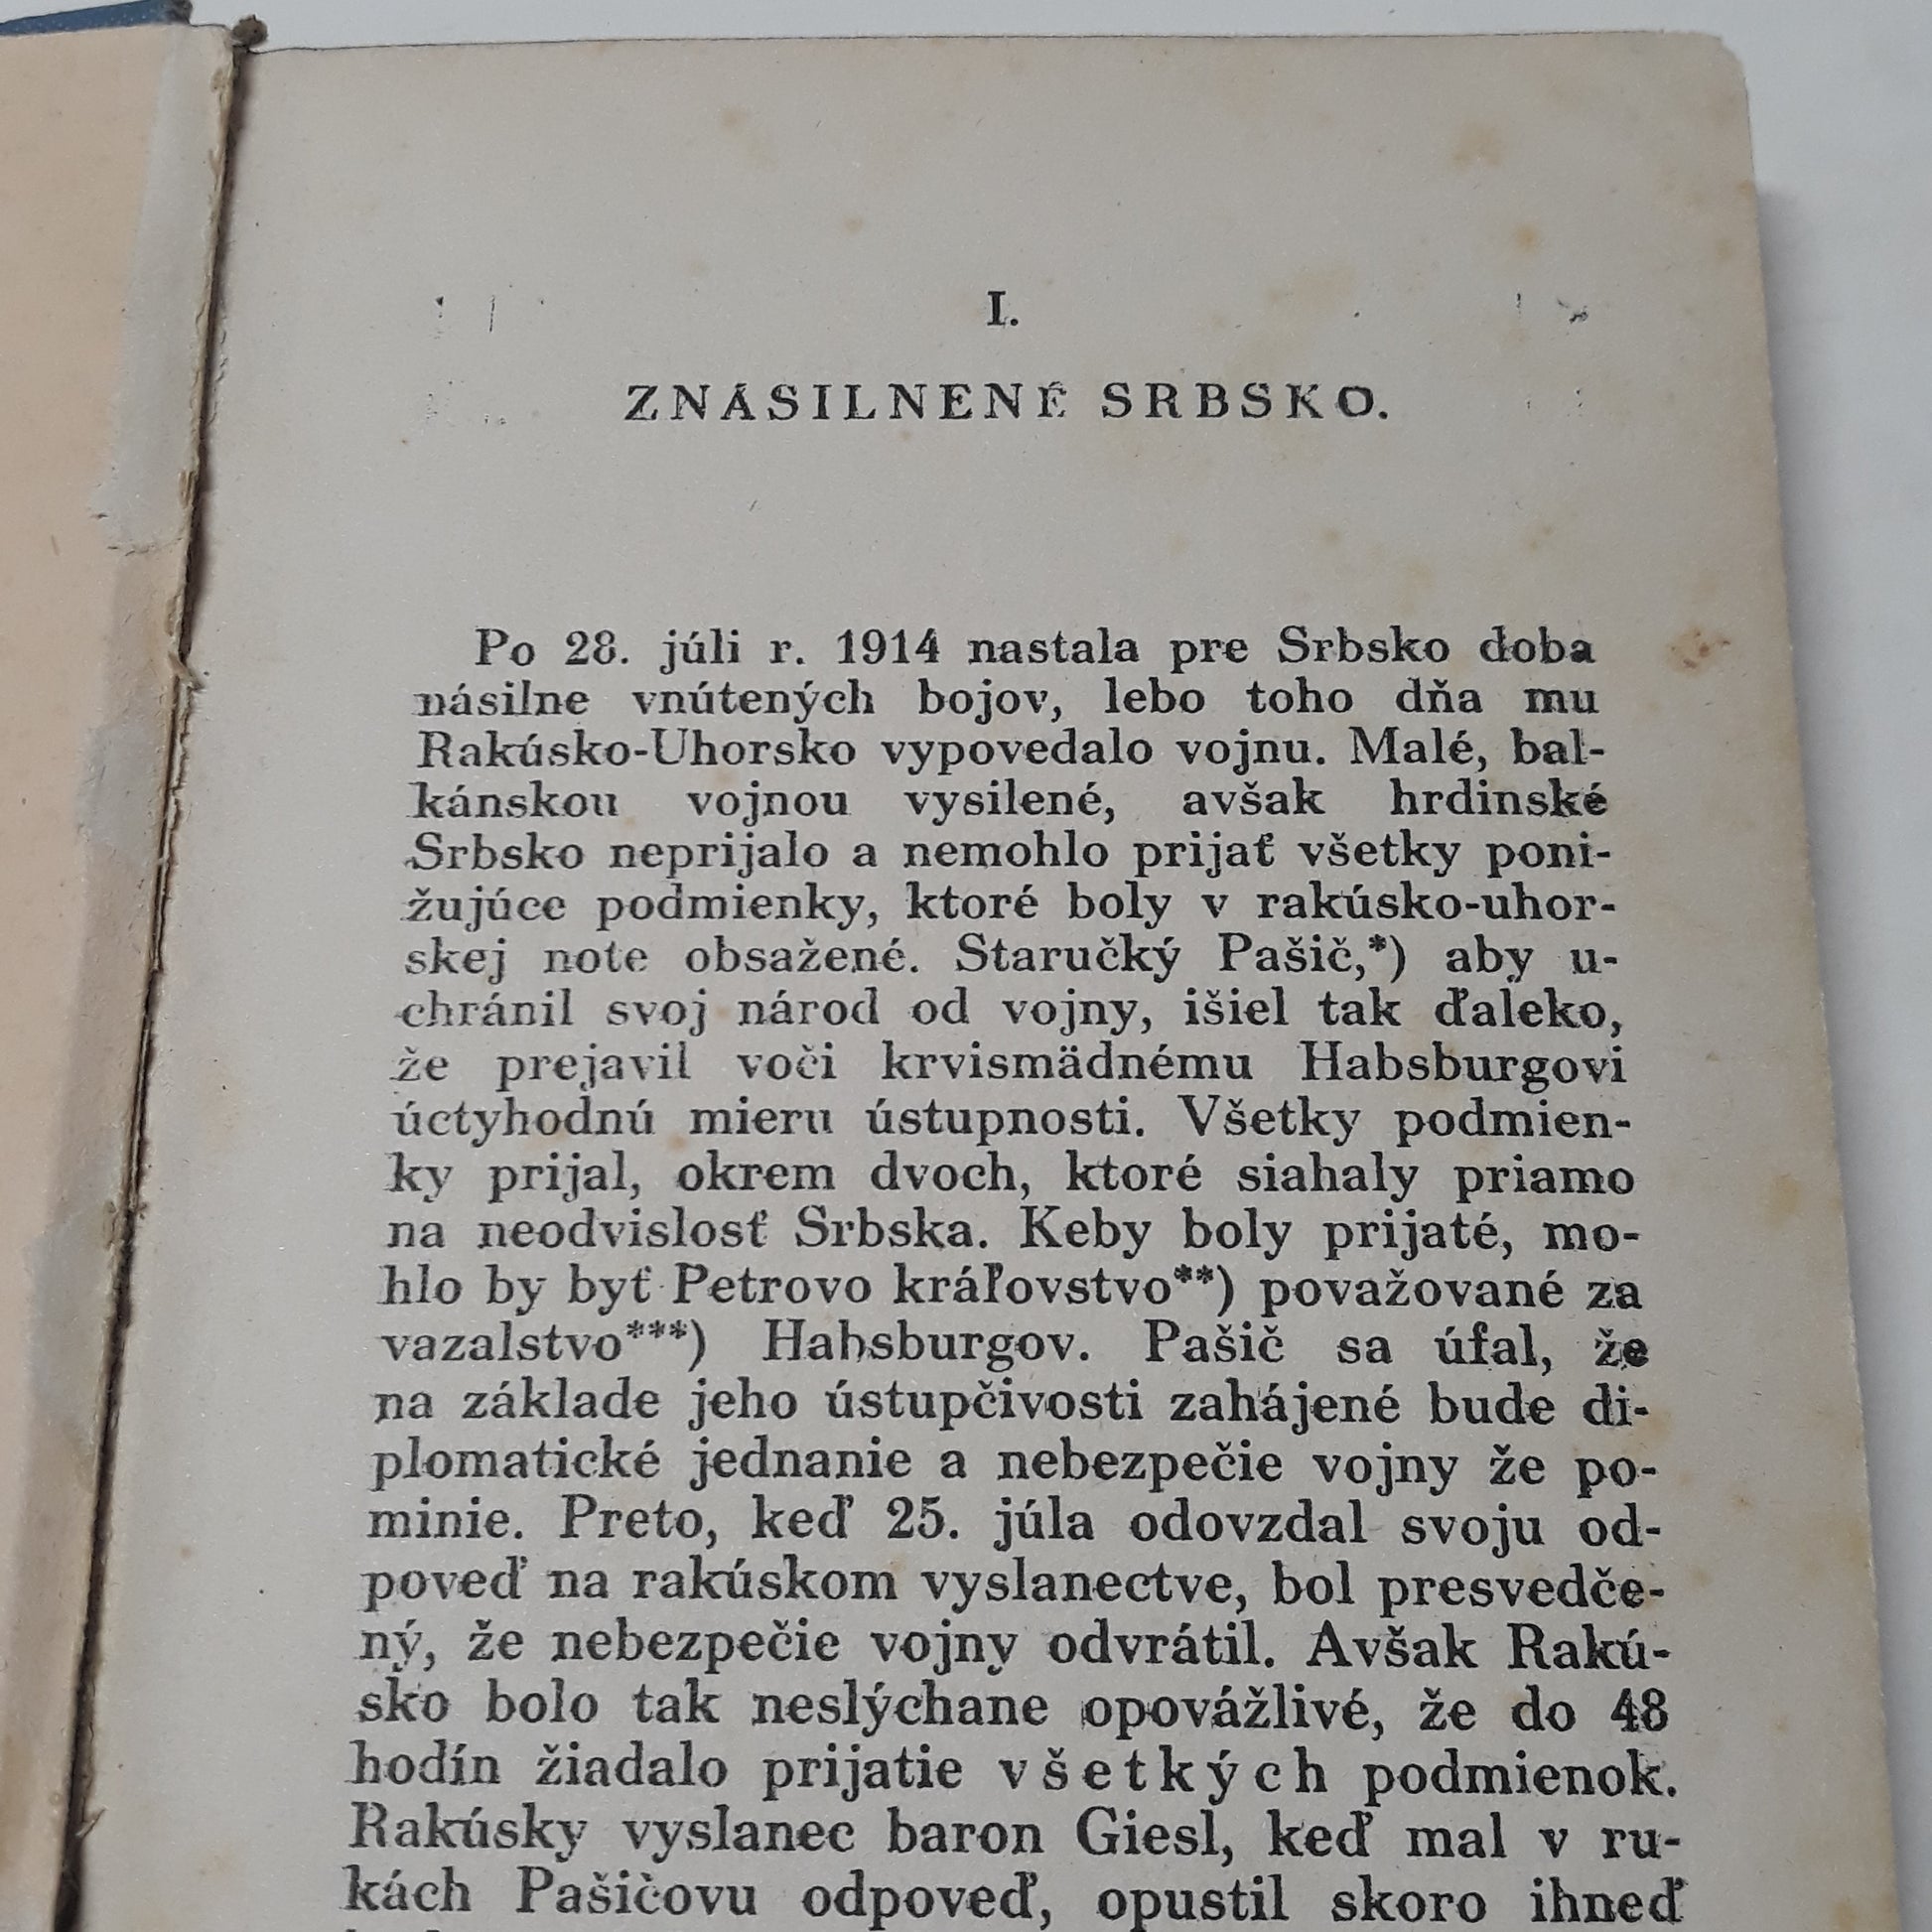 I.
ZNÁSILNENÉ SRBSKO.
Po 28. júli r. 1914 nastala pre Srbsko doba
násilne vnútených bojov, lebo toho dňa mu
Rakúsko-Uhorsko vypovedalo vojnu. Malé, bal-
kánskou vojnou vysilené, avšak hrdinské
Srbsko neprijalo a nemohlo prijať všetky poni-
žujúce podmienky, ktoré boly v rakúsko-uhor-
skej note obsažené. Staručký Pašič,*) aby u-
chránil svoj národ od vojny, išiel tak ďaleko,
že prejavil voči krvismädnému Habsburgovi
úctyhodnú mieru ústupnosti. Všetky podmien-
ky prijal, okrem dvoch, ktoré siahaly priamo
na neodvislosť Srbska. Keby boly prijaté, mo-
hlo by byť Petrovo kráľovstvo**) považované za
vazalstvo***) Habsburgov. Pašič sa úfal, že
na základe jeho ústupčivosti zahájené bude di-
plomatické jednanie a nebezpečie vojny že po-
minie. Preto, keď 25. júla odovzdal svoju od-
poveď na rakúskom vyslanectve, bol presvedče-
ný, že nebezpečie vojny odvrátil. Avšak Rakú-
sko bolo tak neslýchane opovážlivé, že do 48
hodín žiadalo prijatie všetkých podmienok.
Rakúsky vyslanec baron Giesl, keď mal v ru-
kách Pašičovu odpoveď, opustil skoro ihneď